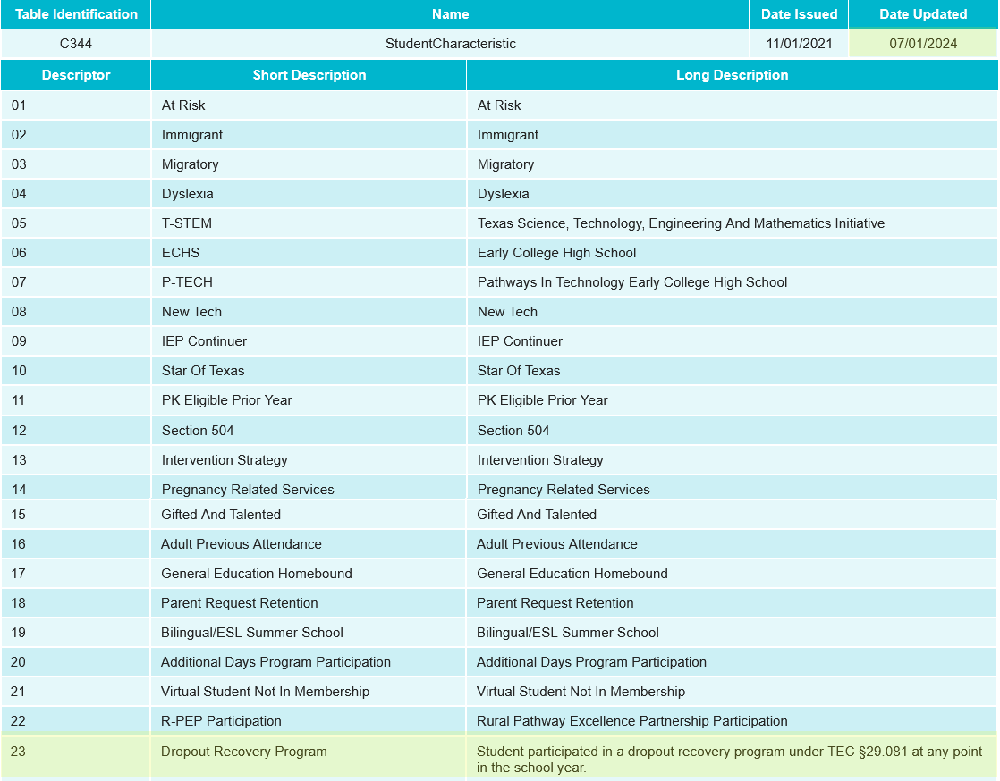 Table Identification Name Date Issued Date Updated
C344 StudentCharacteristic 11/01/2021 07/01/2024
Descriptor Short Description Long Description
01 At Risk At Risk
02 Immigrant Immigrant
03 Migratory Migratory
04 Dyslexia Dyslexia
05 T-STEM Texas Science, Technology, Engineering And Mathematics Initiative
06 ECHS Early College High School
07 P-TECH Pathways In Technology Early College High School
08 New Tech New Tech
09 IEP Continuer IEP Continuer
10 Star Of Texas Star Of Texas
11 PK Eligible Prior Year PK Eligible Prior Year
12 Section 504 Section 504
13 Intervention Strategy Intervention Strategy
14 Pregnancy Related Services Pregnancy Related Services
15 Gifted And Talented Gifted And Talented
16 Adult Previous Attendance Adult Previous Attendance
17 General Education Homebound General Education Homebound
18 Parent Request Retention Parent Request Retention
19 Bilingual/ESL Summer School Bilingual/ESL Summer School
20 Additional Days Program Participation Additional Days Program Participation
21 Virtual Student Not In Membership Virtual Student Not In Membership
22 R-PEP Participation Rural Pathway Excellence Partnership Participation
23 Dropout Recovery Program Student participated in a dropout recovery program under TEC §29.081 at any point
in the school year.